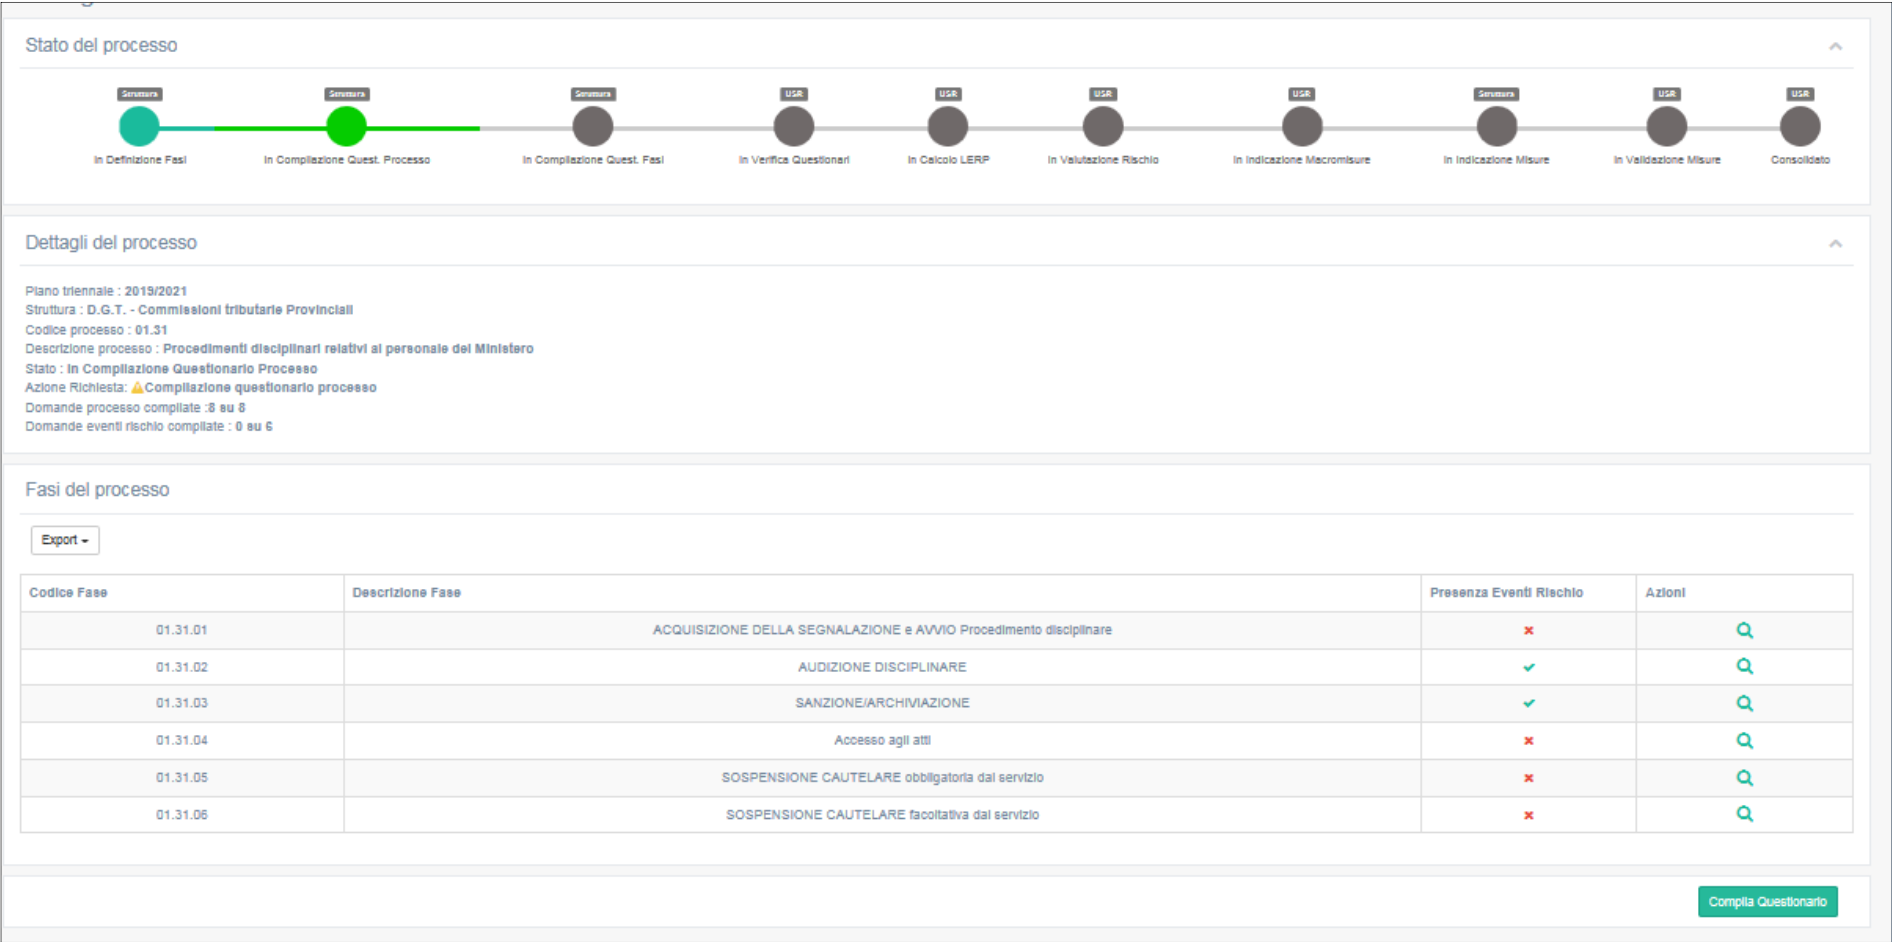 Stato del processo
Struttura Struttura Struttura USR USR USR USR Struttura USR USR
In Definizione Fasi In Compilazione Quest. Processo In Compilazione Quest. Fasi In Verifica Questionari In Calcolo LERP In Valutazione Rischio In Indicazione Macromisure In Indicazione Misure In Validazione Misure Consolidato
Dettagli del processo
Piano triennale : 2019/2021
Struttura : D.G.T. - Commissioni tributarie Provinciali
Codice processo : 01.31
Descrizione processo : Procedimenti disciplinari relativi al personale del Ministero
Stato : In Compilazione Questionario Processo
Azione Richiesta: Compilazione questionario processo
Domande processo compilate :8 su 8
Domande eventi rischio compilate : 0 su 6
Fasi del processo
Export
Codice Fase Descrizione Fase Presenza Eventi Rischio Azioni
01.31.01 ACQUISIZIONE DELLA SEGNALAZIONE e AVVIO Procedimento disciplinare
01.31.02 AUDIZIONE DISCIPLINARE
01.31.03 SANZIONE/ARCHIVIAZIONE
01.31.04 Accesso agli atti
01.31.05 SOSPENSIONE CAUTELARE obbligatoria dal servizio
01.31.06 SOSPENSIONE CAUTELARE facoltativa dal servizio
Compila Questionario